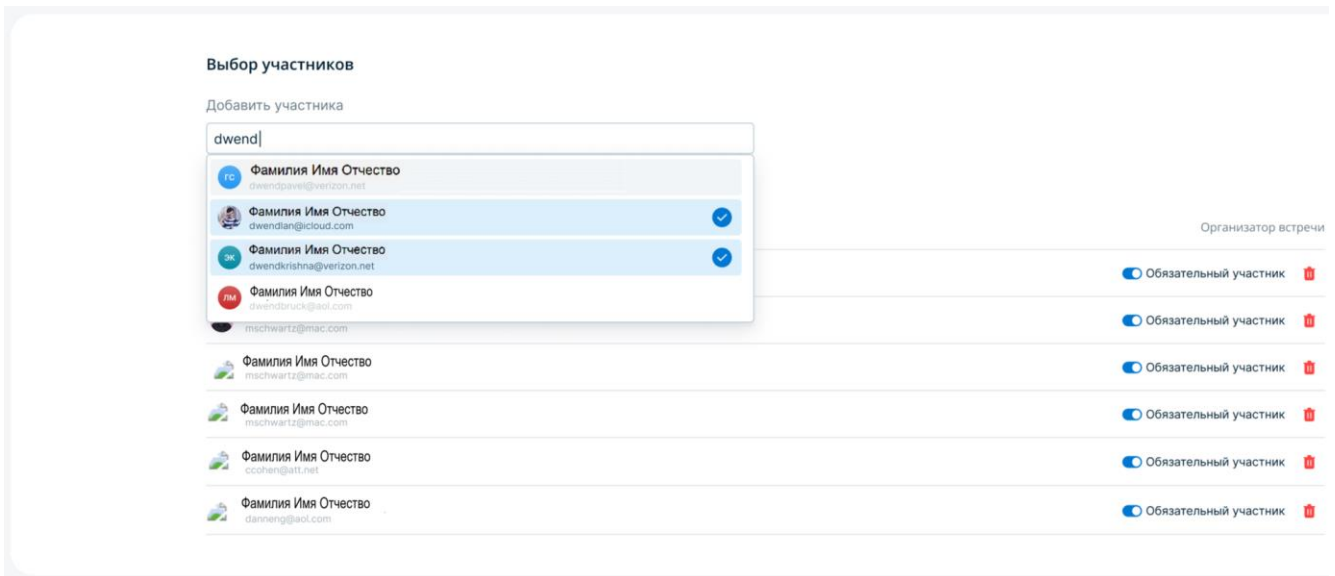 Выбор участников
Добавить участника
dwend
ГС
Фамилия Имя Отчество
dwendpavel@verizon.net
Фамилия Имя Отчество
dwendlan@icloud.com
Организатор встречи
ЭК
Фамилия Имя Отчество
dwendkrishna@verizon.net
Обязательный участник
ЛМ
Фамилия Имя Отчество
dwendbruck@aol.com
mschwartz@mac.com
Обязательный участник
Фамилия Имя Отчество
mschwartz@mac.com
Обязательный участник
Фамилия Имя Отчество
mschwartz@mac.com
Обязательный участник
Фамилия Имя Отчество
ccohen@att.net
Обязательный участник
Фамилия Имя Отчество
danneng@aol.com
Обязательный участник